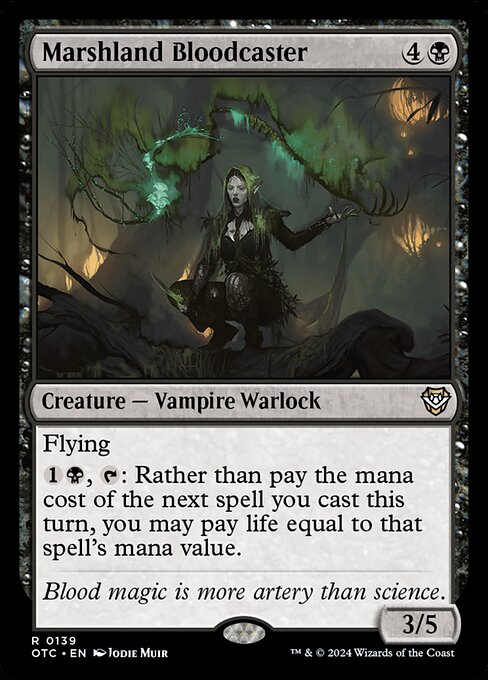 Marshland Bloodcaster 4
Creature — Vampire Warlock
Flying
1, : Rather than pay the mana
cost of the next spell you cast this
turn, you may pay life equal to that
spell's mana value.
Blood magic is more artery than science.
3/5
R 0139
OTC • EN Jodie Muir
™ & © 2024 Wizards of the Coast